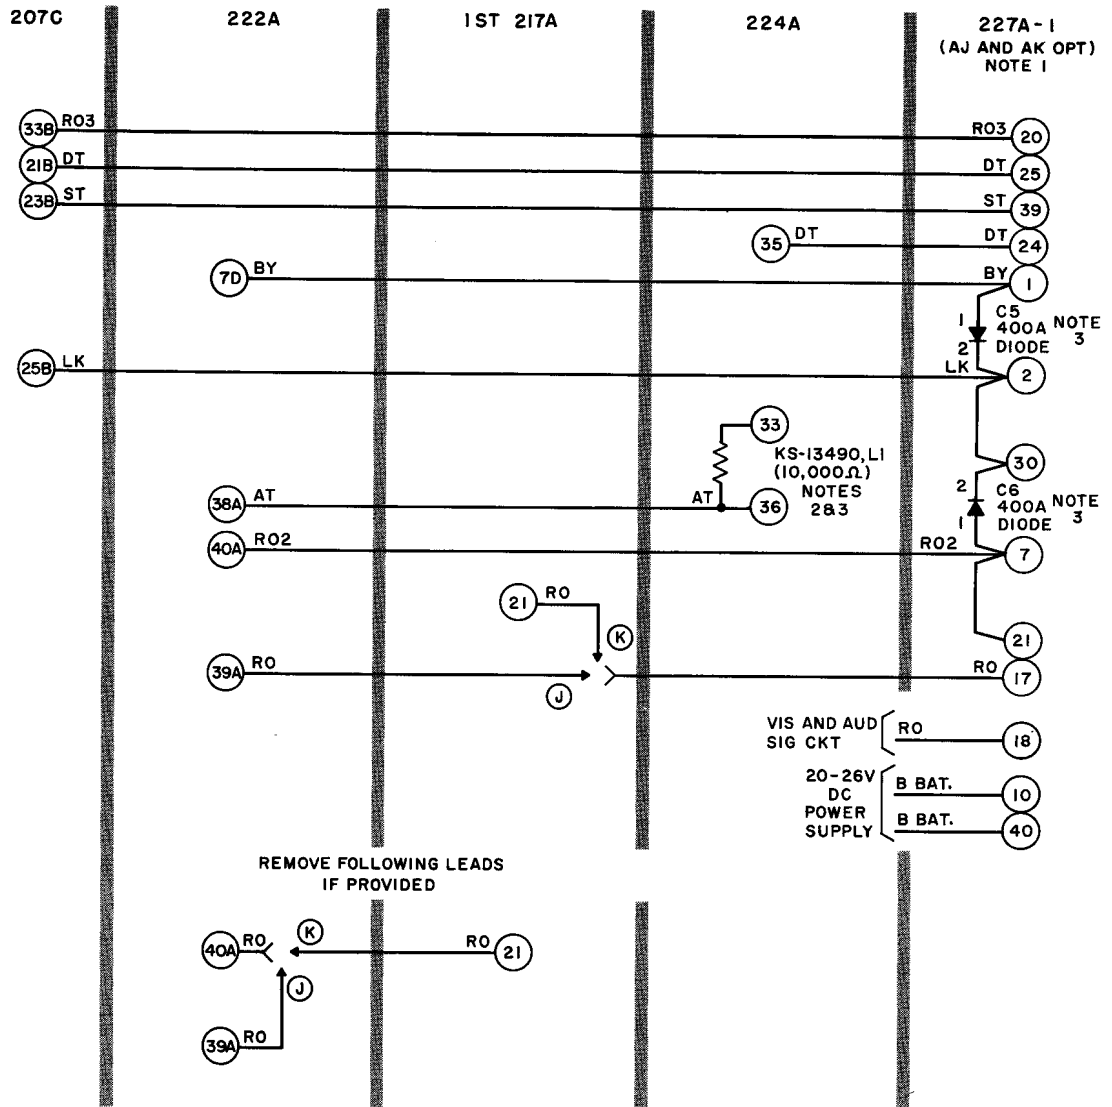 207C
222A
1ST 217A
224A
227A-1
(AJ AND AK OPT)
NOTE 1
33B RO3
RO3 20
21B DT
DT 25
23B ST
ST 39
35 DT
DT 24
7D BY
BY 1
1 C5
400A NOTE
2 DIODE 3
25B LK
LK 2
33
KS-13490,L1
(10,000Ω)
NOTES
2&3
30
2 C6
400A NOTE
1 DIODE 3
38A AT
AT 36
40A RO2
RO2 7
21 RO
K
21
39A RO
J
RO 17
VIS AND AUD
SIG CKT
RO 18
20-26V
DC
POWER
SUPPLY
B BAT. 10
B BAT. 40
REMOVE FOLLOWING LEADS
IF PROVIDED
40A RO
K
RO 21
J
39A RO